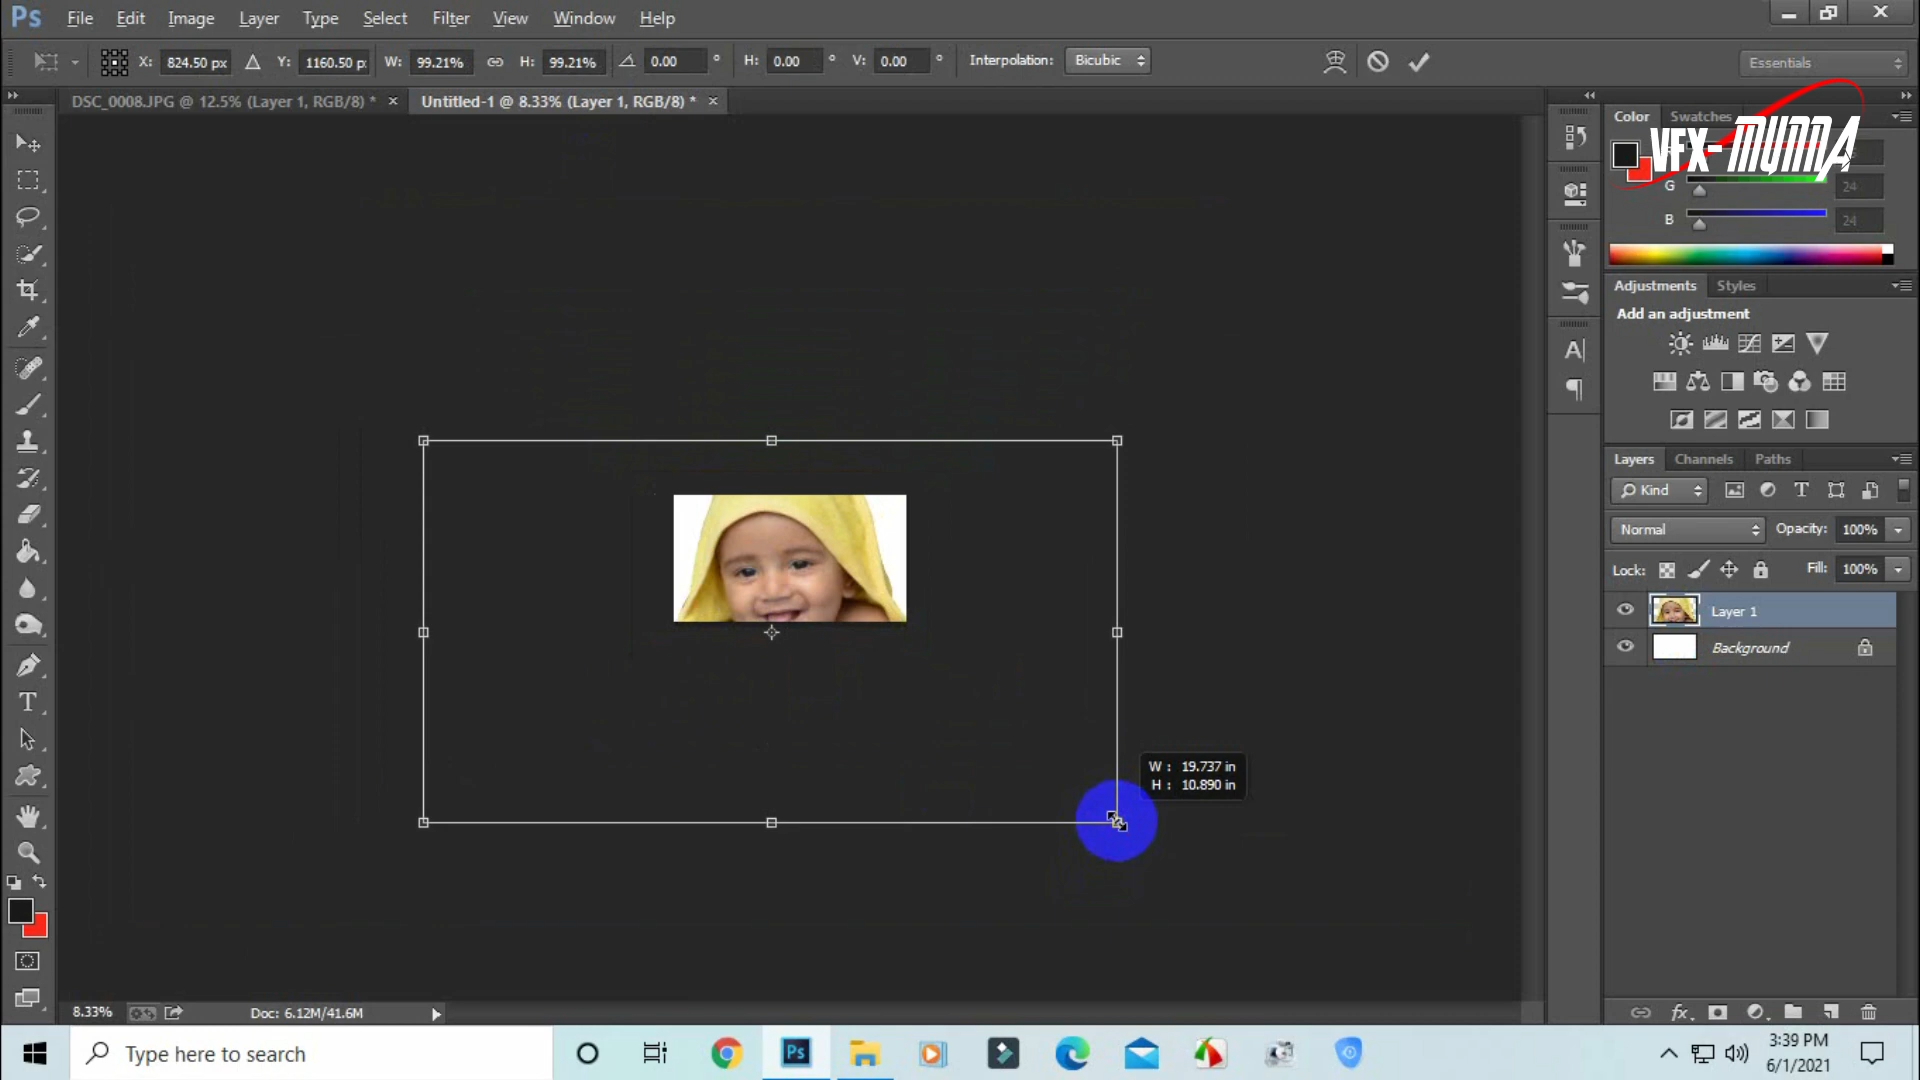 Ps File Edit Image Layer Type Select Filter View Window Help
X: 824.50 px Y: 1160.50 p W: 99.21% H: 99.21% 0.00 ° H: 0.00 ° V: 0.00 ° Interpolation: Bicubic Essentials
DSC_0008.JPG @ 12.5% (Layer 1, RGB/8) * × Untitled-1 @ 8.33% (Layer 1, RGB/8) * ×
Color Swatches
VFX-MUNNA
G 24
B 24
Adjustments Styles
Add an adjustment
Layers Channels Paths
Kind
Normal Opacity: 100%
Lock: Fill: 100%
Layer 1
Background
W : 19.737 in
H : 10.890 in
8.33% Doc: 6.12M/41.6M
Type here to search
3:39 PM
6/1/2021